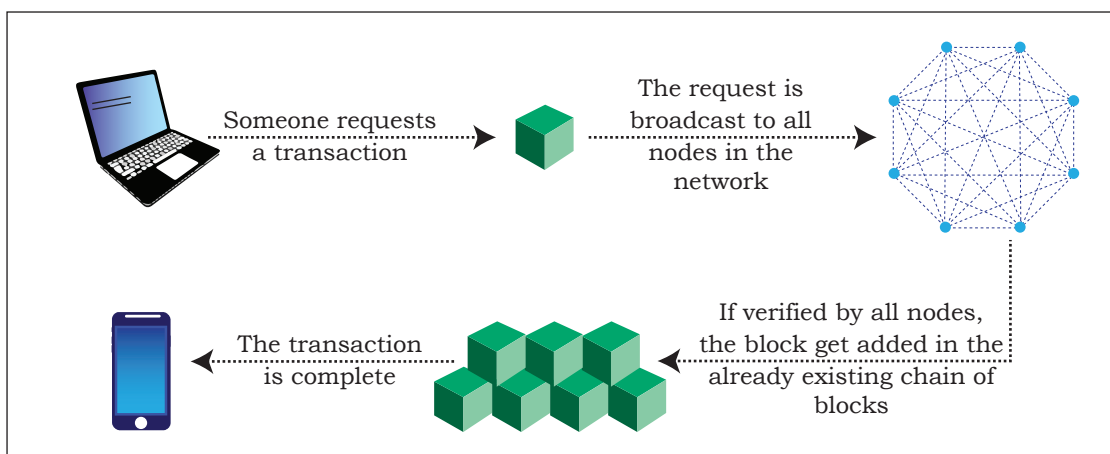 Someone requests
a transaction
The request is
broadcast to all
nodes in the
network
If verified by all nodes,
the block get added in the
already existing chain of
blocks
The transaction
is complete